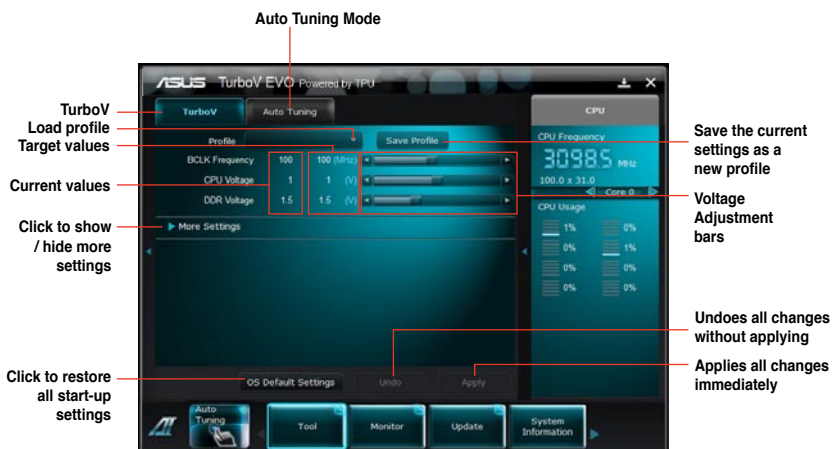 Auto Tuning Mode
ASUS TurboV EVO Powered by TPU
TurboV
Auto Tuning
CPU
TurboV
Load profile
Target values
Current values
Click to show
/ hide more
settings
Click to restore
all start-up
settings
Profile
Save Profile
BCLK Frequency 100 100 (MHz)
CPU Voltage 1 1 (V)
DDR Voltage 1.5 1.5 (V)
More Settings
OS Default Settings
Undo
Apply
CPU Frequency
3098.5 MHz
100.0 x 31.0
Core 0
CPU Usage
1% 0%
0% 1%
0% 0%
0% 0%
Save the current
settings as a
new profile
Voltage
Adjustment
bars
Undoes all changes
without applying
Applies all changes
immediately
Auto
Tuning
Tool
Monitor
Update
System
Information